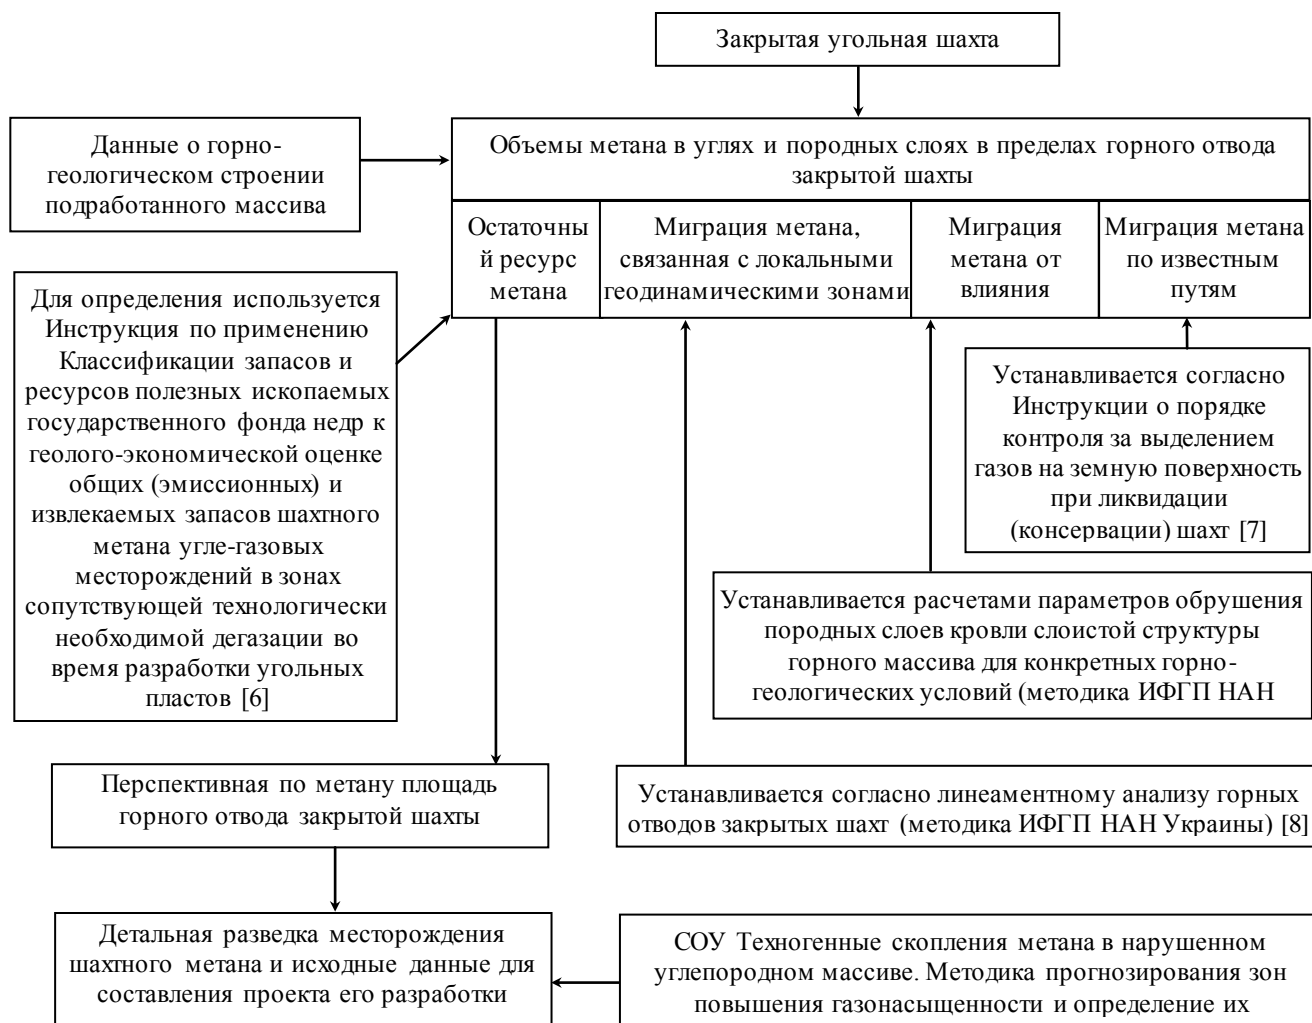 Закрытая угольная шахта
Данные о горно-
геологическом строении
подработанного массива
Объемы метана в углях и породных слоях в пределах горного отвода
закрытой шахты
Остаточны
й ресурс
метана
Миграция метана,
связанная с локальными
геодинамическими зонами
Миграция
метана от
влияния
Миграция метана
по известным
путям
Для определения используется
Инструкция по применению
Классификации запасов и
ресурсов полезных ископаемых
государственного фонда недр к
геолого-экономической оценке
общих (эмиссионных) и
извлекаемых запасов шахтного
метана угле-газовых
месторождений в зонах
сопутствующей технологически
необходимой дегазации во
время разработки угольных
пластов [6]
Устанавливается согласно
Инструкции о порядке
контроля за выделением
газов на земную поверхность
при ликвидации
(консервации) шахт [7]
Устанавливается расчетами параметров обрушения
породных слоев кровли слоистой структуры
горного массива для конкретных горно-
геологических условий (методика ИФГП НАН
Перспективная по метану площадь
горного отвода закрытой шахты
Устанавливается согласно линеаментному анализу горных
отводов закрытых шахт (методика ИФГП НАН Украины) [8]
Детальная разведка месторождения
шахтного метана и исходные данные для
составления проекта его разработки
СОУ Техногенные скопления метана в нарушенном
углепородном массиве. Методика прогнозирования зон
повышения газонасыщенности и определение их